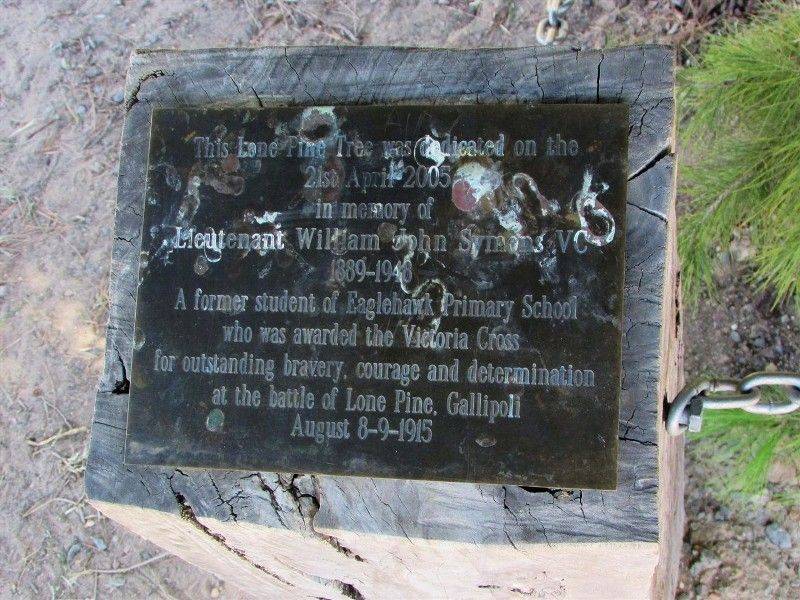 This Lone Pine Tree was dedicated on the
21st April 2005
in memory of
Lieutenant William John Symons VC
1889-1948
A former student of Eaglehawk Primary School
who was awarded the Victoria Cross
for outstanding bravery, courage and determination
at the battle of Lone Pine, Gallipoli
August 8-9-1915